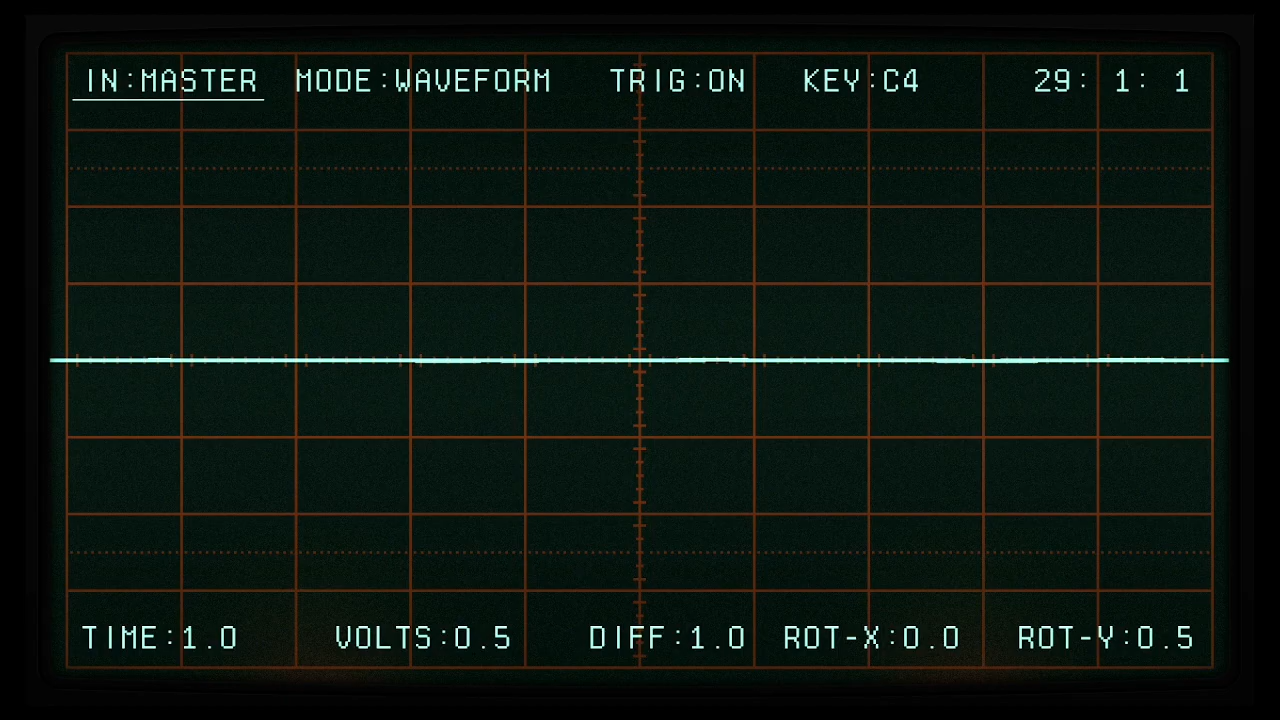 IN:MASTER MODE:WAVEFORM TRIG:ON KEY:C4 29: 1: 1
TIME:1.0 VOLTS:0.5 DIFF:1.0 ROT-X:0.0 ROT-Y:0.5